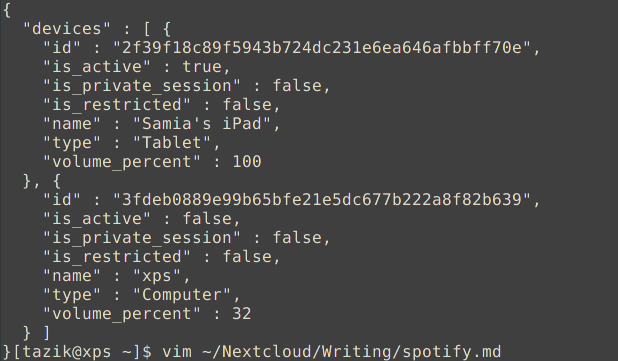 {
  "devices" : [ {
    "id" : "2f39f18c89f5943b724dc231e6ea646afbbff70e",
    "is_active" : true,
    "is_private_session" : false,
    "is_restricted" : false,
    "name" : "Samia's iPad",
    "type" : "Tablet",
    "volume_percent" : 100
  }, {
    "id" : "3fdeb0889e99b65bfe21e5dc677b222a8f82b639",
    "is_active" : false,
    "is_private_session" : false,
    "is_restricted" : false,
    "name" : "xps",
    "type" : "Computer",
    "volume_percent" : 32
  } ]
}[tazik@xps ~]$ vim ~/Nextcloud/Writing/spotify.md